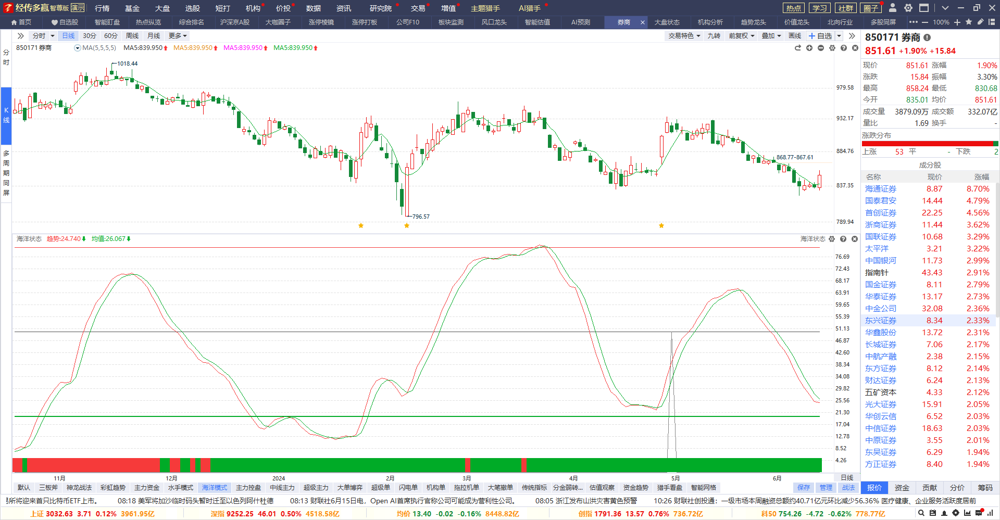 经传多赢 智尊版 演示 行情 基金 大盘 选股 短打 机构 价投 数据 资讯 研究院 交易 增值 主题猎手 AI猎手 热点 学习 社群 圈子
首页 自选股 智能盯盘 热点纵览 综合排名 沪深京A股 大咖圈子 涨停棱镜 涨停打板 公司F10 板块监测 风口龙头 智能估值 AI预测 券商 大盘状态 机构分析 趋势龙头 价值龙头 北向行业 多股同屏 100%
分时 日线 30分 60分 周线 月线 更多 交易特色 九转 前复权 叠加 画线 自选
850171 券商 MA(5,5,5,5) MA5:839.950 MA5:839.950 MA5:839.950 MA5:839.950
分时
K线
多周期同屏
1018.44
868.77-867.61
796.57
979.58
932.17
884.76
837.35
789.94
海洋状态 趋势:24.740 均值:26.067 海洋状态
76.69
72.43
68.17
63.91
59.65
55.39
51.13
46.87
42.60
38.34
34.08
29.82
25.56
21.30
17.04
12.78
8.52
4.26
11月 12月 2024 2月 3月 4月 5月 6月 日线
默认 三板斧 神龙战法 彩虹趋势 主力资金 水手模式 海洋模式 主力控盘 中线主力 超级主力 大单博弈 超级单 闪电单 机构单 拖拉机单 大笔撤单 传统指标 分金弱转... 估值观察 资金趋势 猎手看盘 智能网格 保存 管理 战法
850171 券商
851.61 +1.90% +15.84
现价 851.61 涨幅 1.90%
涨跌 15.84 振幅 3.30%
最高 858.24 最低 830.68
今开 835.01 均价 851.61
成交量 3879.09万 成交额 332.07亿
量比 1.69 换手 -
涨跌分布
上涨 53 平 - 下跌 2
成分股
名称 现价 涨幅
海通证券 8.87 8.70%
国泰君安 14.44 4.79%
首创证券 22.25 4.56%
浙商证券 11.44 3.62%
国联证券 10.68 3.29%
太平洋 3.21 3.22%
中国银河 11.73 2.99%
指南针 43.43 2.91%
国金证券 8.11 2.79%
华泰证券 13.17 2.73%
中金公司 32.08 2.36%
东兴证券 8.34 2.33%
华鑫股份 13.72 2.31%
长城证券 7.06 2.17%
中航产融 2.38 2.15%
东方证券 8.12 2.14%
财达证券 6.24 2.13%
五矿资本 4.33 2.12%
光大证券 15.91 2.05%
华创云信 6.52 2.03%
中信证券 18.63 2.03%
中原证券 3.55 2.01%
东吴证券 6.29 1.94%
方正证券 8.40 1.94%
报价 资金 贡献 分价 筹码
易所将迎来首只比特币ETF上市。 08:18 美军将加沙临时码头暂时迁至以色列阿什杜德 08:13 财联社6月15日电，Open AI首席执行官称公司可能成为营利性公司。 08:05 浙江发布山洪灾害黄色预警 10:26 财联社创投通：一级市场本周融资总额约40.71亿元环比减少56.36% 医疗健康、企业服务活跃度居前
上证 3032.63 3.71 0.12% 3961.95亿 深指 9252.25 46.01 0.50% 4518.58亿 均价 13.40 -0.02 -0.16% 8448.82亿 创指 1791.36 13.57 0.76% 736.72亿 科50 754.26 -4.72 -0.62% 778.77亿